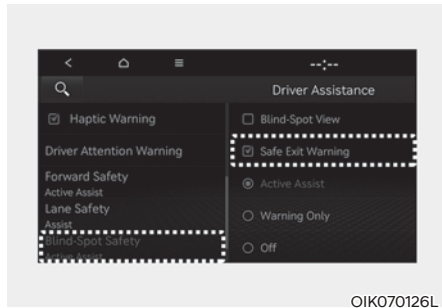 --:--
Driver Assistance
Haptic Warning
Driver Attention Warning
Forward Safety
Active Assist
Lane Safety
Assist
Blind-Spot Safety
Active Assist
Blind-Spot View
Safe Exit Warning
Active Assist
Warning Only
Off
OIK070126L